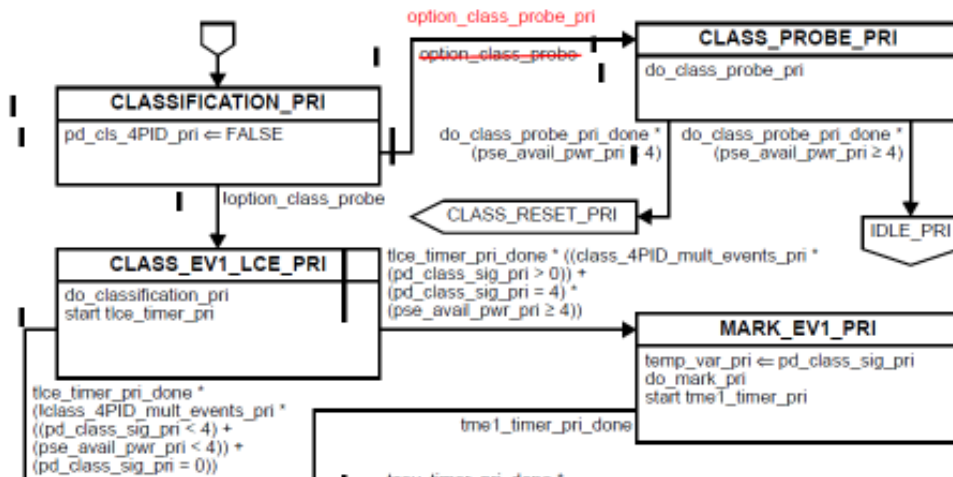 option_class_probe_pri
option_class_probe
CLASS_PROBE_PRI
do_class_probe_pri
CLASSIFICATION_PRI
pd_cls_4PID_pri ⇐ FALSE
do_class_probe_pri_done *
(pse_avail_pwr_pri 4)
do_class_probe_pri_done *
(pse_avail_pwr_pri ≥ 4)
!option_class_probe
CLASS_RESET_PRI
IDLE_PRI
CLASS_EV1_LCE_PRI
do_classification_pri
start tlce_timer_pri
tlce_timer_pri_done * ((class_4PID_mult_events_pri *
(pd_class_sig_pri > 0)) +
(pd_class_sig_pri = 4) *
(pse_avail_pwr_pri ≥ 4))
MARK_EV1_PRI
temp_var_pri ⇐ pd_class_sig_pri
do_mark_pri
start tme1_timer_pri
tlce_timer_pri_done *
(!class_4PID_mult_events_pri *
((pd_class_sig_pri < 4) +
(pse_avail_pwr_pri < 4)) +
(pd_class_sig_pri = 0))
tme1_timer_pri_done